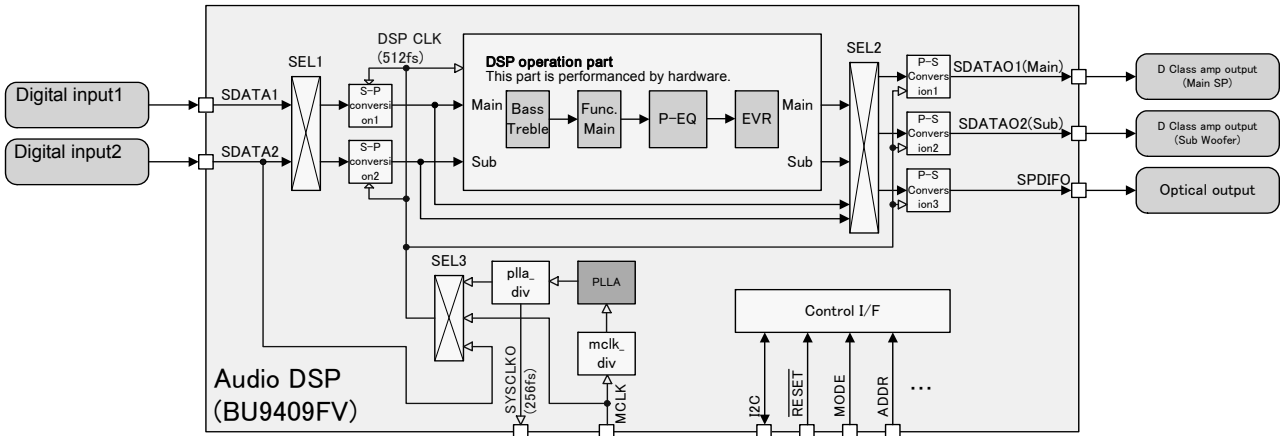 DSP CLK
(512fs)
SEL1
DSP operation part
This part is performanced by hardware.
SEL2
P-S
Convers
ion1
SDATAO1(Main)
D Class amp output
(Main SP)
Digital input1
SDATA1
S-P
conversi
on1
Main
Bass
Treble
Func.
Main
P-EQ
EVR
Main
P-S
Convers
ion2
SDATAO2(Sub)
D Class amp output
(Sub Woofer)
Digital input2
SDATA2
S-P
conversi
on2
Sub
Sub
P-S
Convers
ion3
SPDIFO
Optical output
SEL3
plla_
div
PLLA
mclk_
div
Control I/F
Audio DSP
(BU9409FV)
SYSCLKO
(256fs)
MCLK
I2C
RESET
MODE
ADDR
...